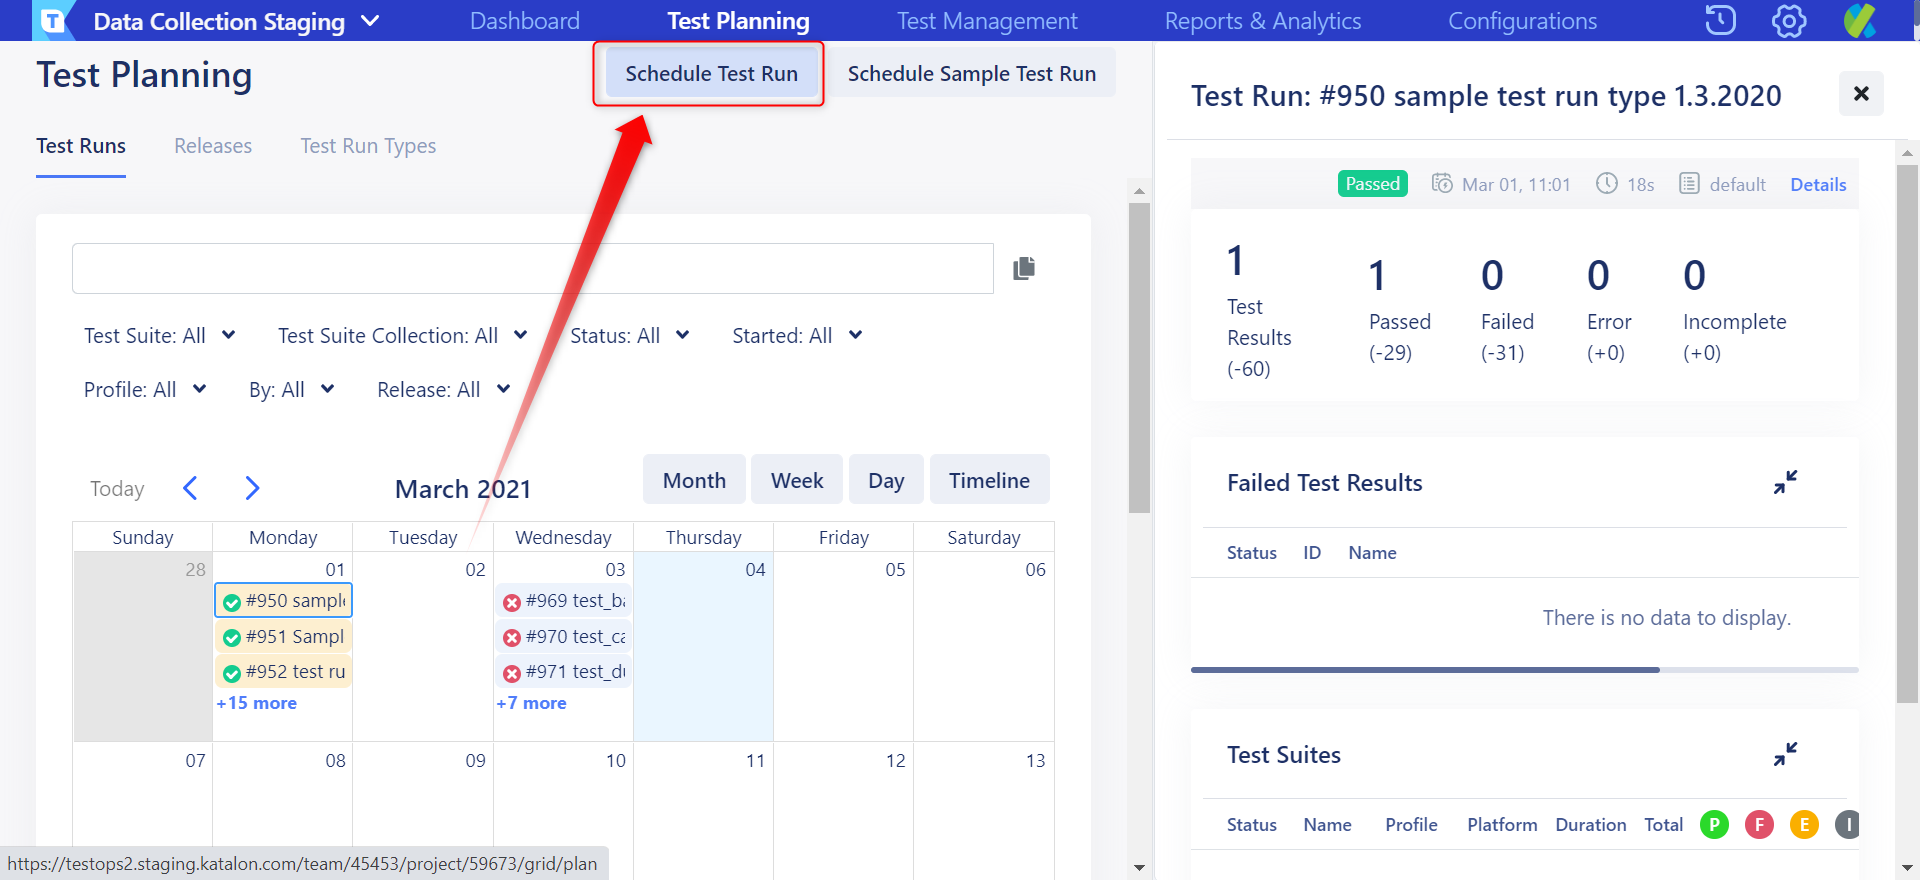 T Data Collection Staging
Dashboard
Test Planning
Test Management
Reports & Analytics
Configurations
Test Planning
Schedule Test Run
Schedule Sample Test Run
Test Runs
Releases
Test Run Types
Test Suite: All
Test Suite Collection: All
Status: All
Started: All
Profile: All
By: All
Release: All
Today
March 2021
Month
Week
Day
Timeline
Sunday Monday Tuesday Wednesday Thursday Friday Saturday
28 01 02 03 04 05 06
#950 sample
#969 test_ba
#951 Sampl
#970 test_ca
#952 test ru
#971 test_du
+15 more
+7 more
07 08 09 10 11 12 13
https://testops2.staging.katalon.com/team/45453/project/59673/grid/plan
Test Run: #950 sample test run type 1.3.2020
Passed Mar 01, 11:01 18s default Details
1
Test
Results
(-60)
1
Passed
(-29)
0
Failed
(-31)
0
Error
(+0)
0
Incomplete
(+0)
Failed Test Results
Status ID Name
There is no data to display.
Test Suites
Status Name Profile Platform Duration Total P F E I